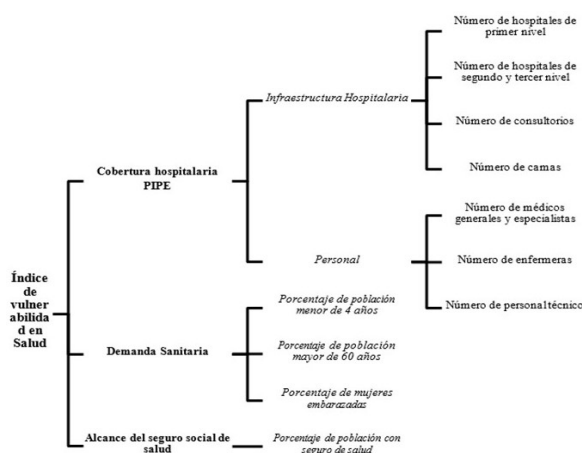 Índice
de
vulner
abilida
d en
Salud
Cobertura hospitalaria
PIPE
Infraestructura Hospitalaria
Número de hospitales de
primer nivel
Número de hospitales de
segundo y tercer nivel
Número de consultorios
Número de camas
Personal
Número de médicos
generales y especialistas
Número de enfermeras
Número de personal técnico
Demanda Sanitaria
Porcentaje de población
menor de 4 años
Porcentaje de población
mayor de 60 años
Porcentaje de mujeres
embarazadas
Alcance del seguro social de
salud
Porcentaje de población con
seguro de salud